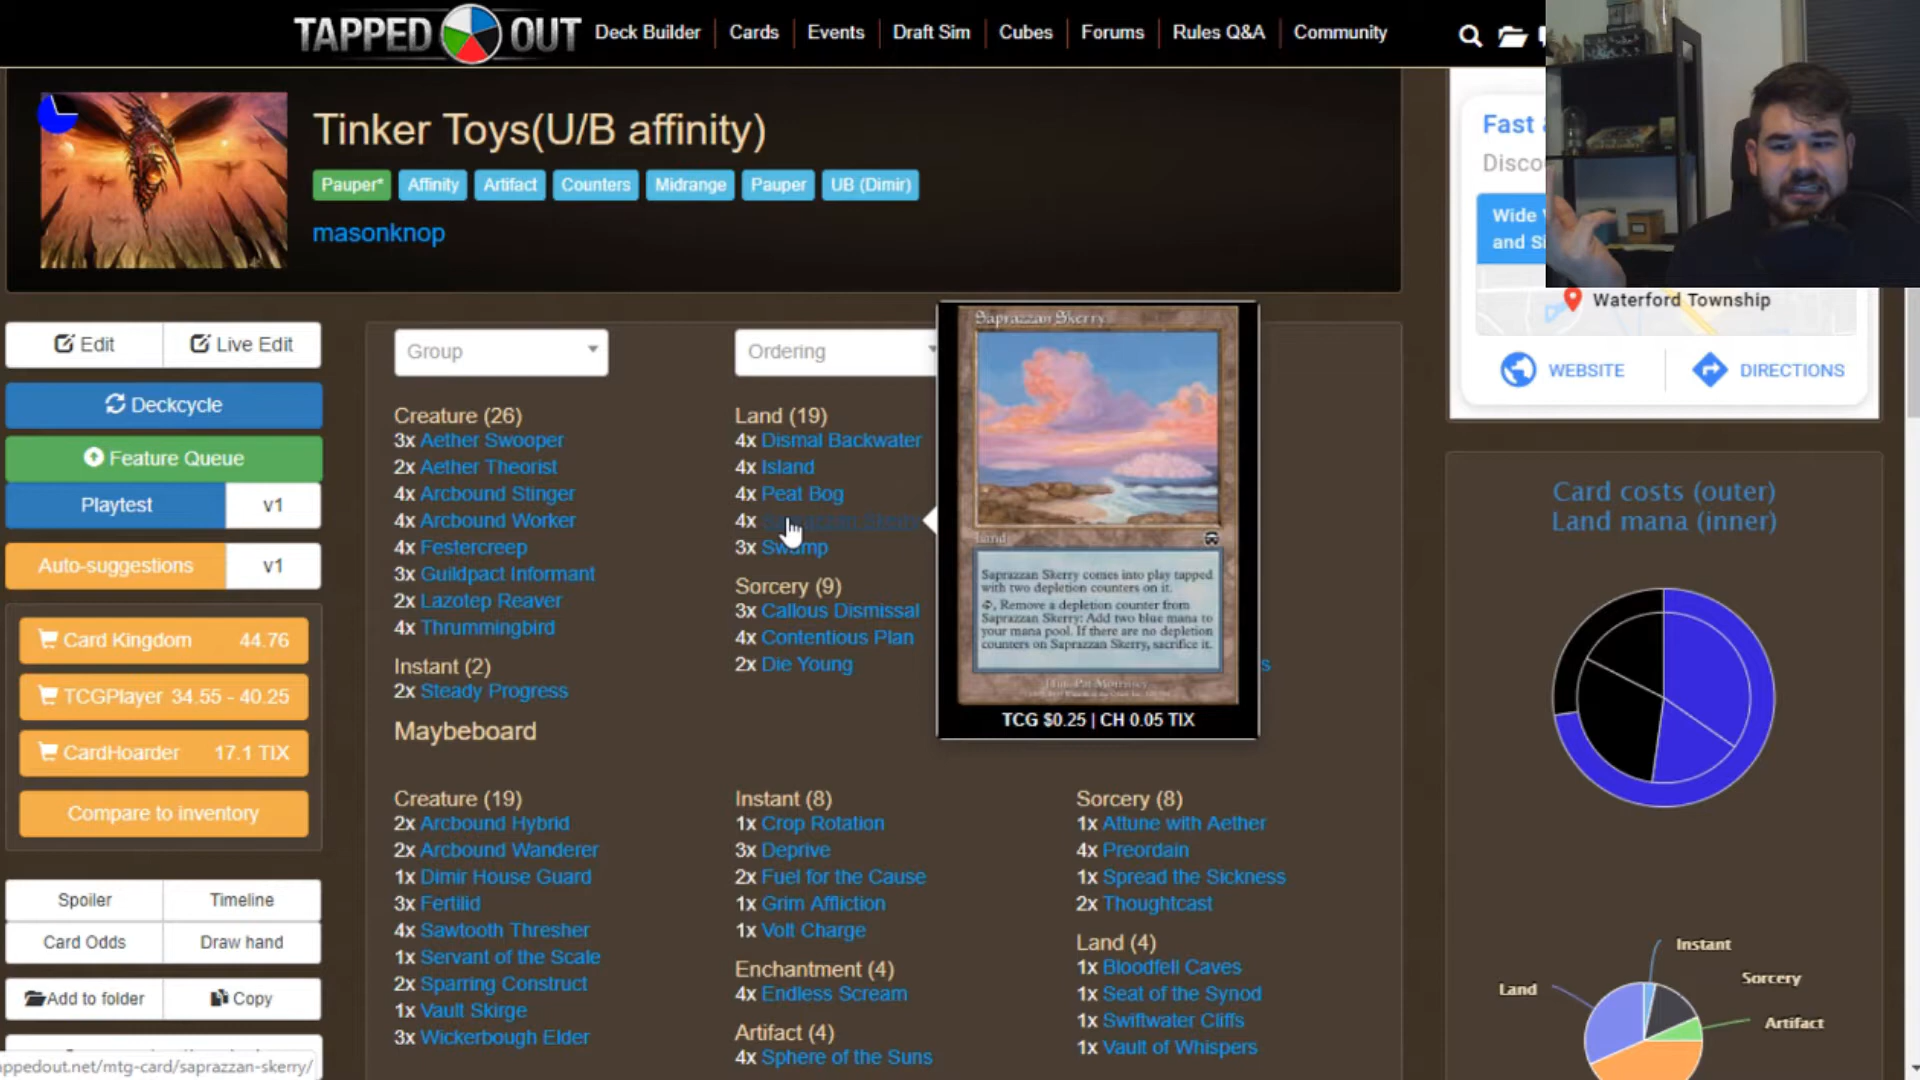 TAPPED OUT
Deck Builder
Cards
Events
Draft Sim
Cubes
Forums
Rules Q&A
Community
Tinker Toys(U/B affinity)
Pauper*
Affinity
Artifact
Counters
Midrange
Pauper
UB (Dimir)
masonknop
Fast
Disco
Wide
and Si
Waterford Township
WEBSITE
DIRECTIONS
Edit
Live Edit
Deckcycle
Feature Queue
Playtest
v1
Auto-suggestions
v1
Card Kingdom 44.76
TCGPlayer 34.55 - 40.25
CardHoarder 17.1 TIX
Compare to inventory
Spoiler
Timeline
Card Odds
Draw hand
Add to folder
Copy
ppedout.net/mtg-card/saprazzan-skerry/
Group
Ordering
Creature (26)
3x Aether Swooper
2x Aether Theorist
4x Arcbound Stinger
4x Arcbound Worker
4x Festercreep
3x Guildpact Informant
2x Lazotep Reaver
4x Thrummingbird
Instant (2)
2x Steady Progress
Land (19)
4x Dismal Backwater
4x Island
4x Peat Bog
4x
3x Swamp
Sorcery (9)
3x Callous Dismissal
4x Contentious Plan
2x Die Young
s
Saprazzan Skerry
Land
Saprazzan Skerry comes into play tapped
with two depletion counters on it.
, Remove a depletion counter from
Saprazzan Skerry: Add two blue mana to
your mana pool. If there are no depletion
counters on Saprazzan Skerry, sacrifice it.
TCG $0.25 | CH 0.05 TIX
Maybeboard
Creature (19)
2x Arcbound Hybrid
2x Arcbound Wanderer
1x Dimir House Guard
3x Fertilid
4x Sawtooth Thresher
1x Servant of the Scale
2x Sparring Construct
1x Vault Skirge
3x Wickerbough Elder
Instant (8)
1x Crop Rotation
3x Deprive
2x Fuel for the Cause
1x Grim Affliction
1x Volt Charge
Enchantment (4)
4x Endless Scream
Artifact (4)
4x Sphere of the Suns
Sorcery (8)
1x Attune with Aether
4x Preordain
1x Spread the Sickness
2x Thoughtcast
Land (4)
1x Bloodfell Caves
1x Seat of the Synod
1x Swiftwater Cliffs
1x Vault of Whispers
Card costs (outer)
Land mana (inner)
Instant
Sorcery
Land
Artifact